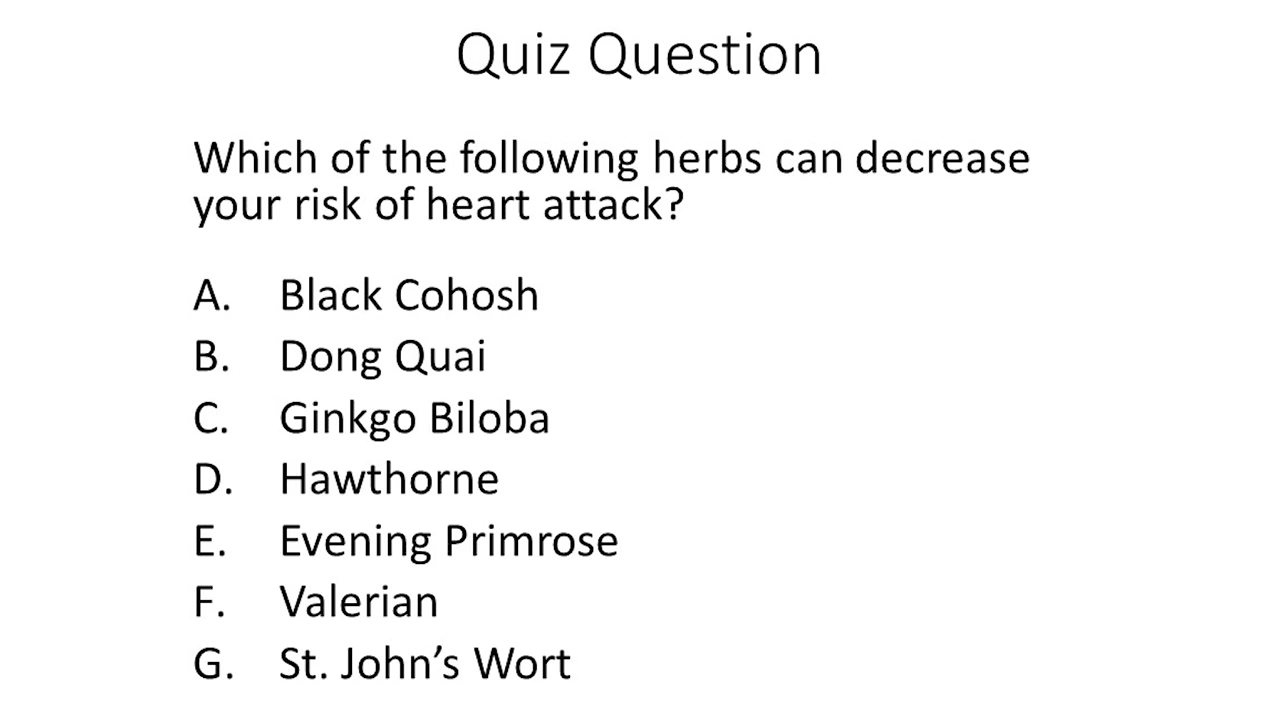 Quiz Question
Which of the following herbs can decrease
your risk of heart attack?
A. Black Cohosh
B. Dong Quai
C. Ginkgo Biloba
D. Hawthorne
E. Evening Primrose
F. Valerian
G. St. John’s Wort